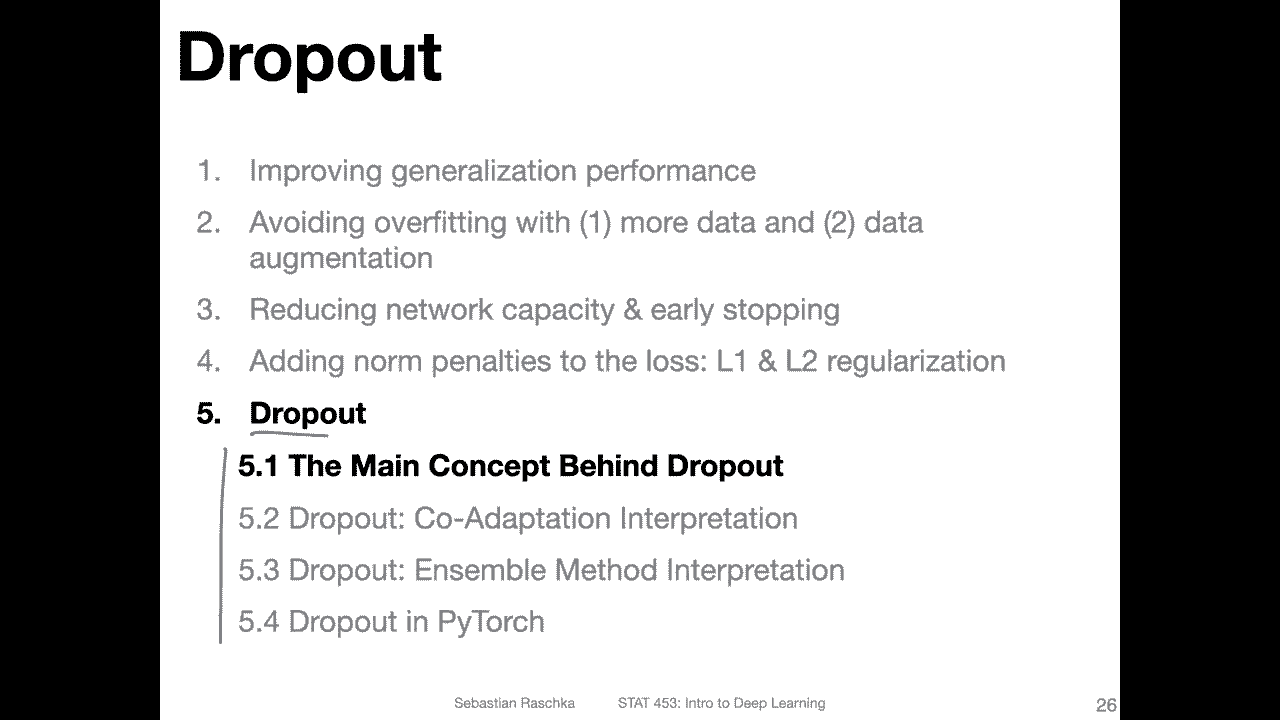 Dropout
1. Improving generalization performance
2. Avoiding overfitting with (1) more data and (2) data
augmentation
3. Reducing network capacity & early stopping
4. Adding norm penalties to the loss: L1 & L2 regularization
5. Dropout
5.1 The Main Concept Behind Dropout
5.2 Dropout: Co-Adaptation Interpretation
5.3 Dropout: Ensemble Method Interpretation
5.4 Dropout in PyTorch
Sebastian Raschka STAT 453: Intro to Deep Learning 26